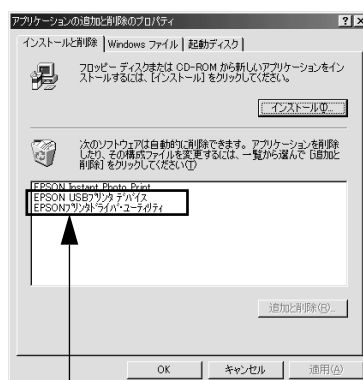 アプリケーションの追加と削除のプロパティ
インストールと削除
Windows ファイル
起動ディスク
フロッピー ディスクまたは CD-ROM から新しいアプリケーションをイン
ストールするには、[インストール] をクリックしてください。
インストール(I)...
次のソフトウェアは自動的に削除できます。アプリケーションを削除
したり、その構成ファイルを変更するには、一覧から選んで [追加と
削除] をクリックしてください(T)
EPSON Instant Photo Print
EPSON USBプリンタ デバイス
EPSONプリンタドライバ・ユーティリティ
追加と削除(R)...
OK
キャンセル
適用(A)